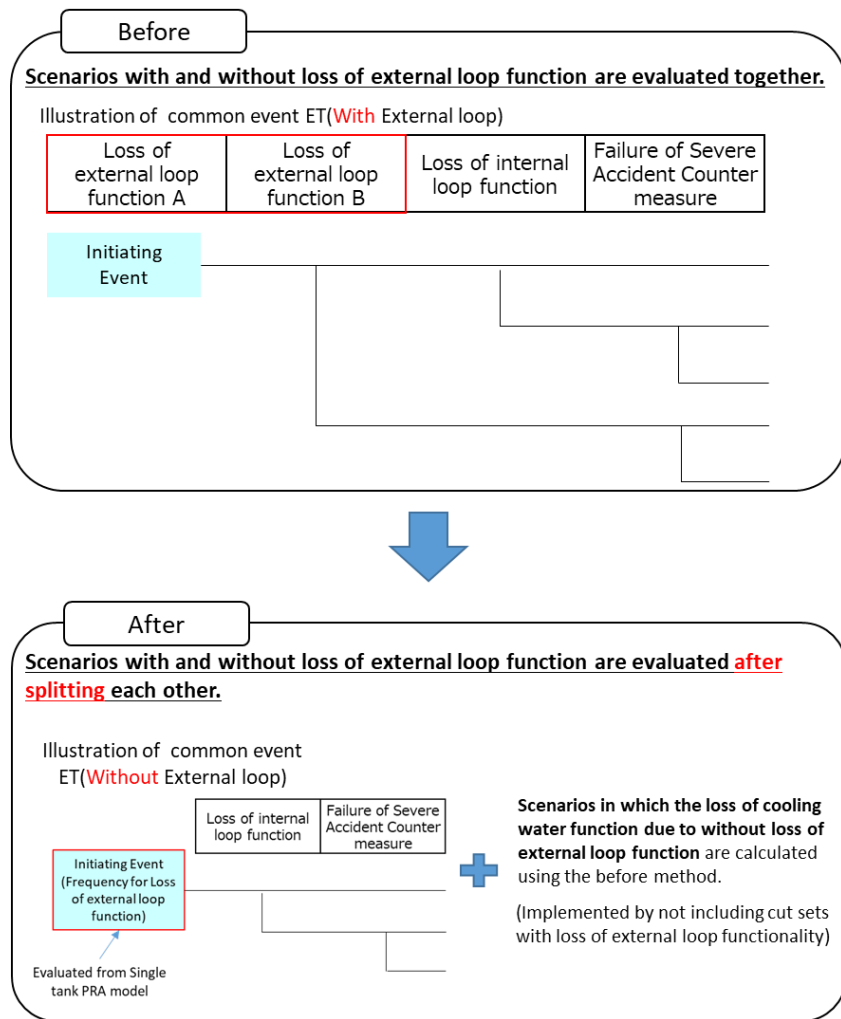 Before
Scenarios with and without loss of external loop function are evaluated together.
Illustration of common event ET(With External loop)
Loss of
external loop
function A
Loss of
external loop
function B
Loss of internal
loop function
Failure of Severe
Accident Counter
measure
Initiating
Event
After
Scenarios with and without loss of external loop function are evaluated after
splitting each other.
Illustration of common event
ET(Without External loop)
Loss of internal
loop function
Failure of Severe
Accident Counter
measure
Initiating Event
(Frequency for Loss
of external loop
function)
Evaluated from Single
tank PRA model
Scenarios in which the loss of cooling
water function due to without loss of
external loop function are calculated
using the before method.
(Implemented by not including cut sets
with loss of external loop functionality)